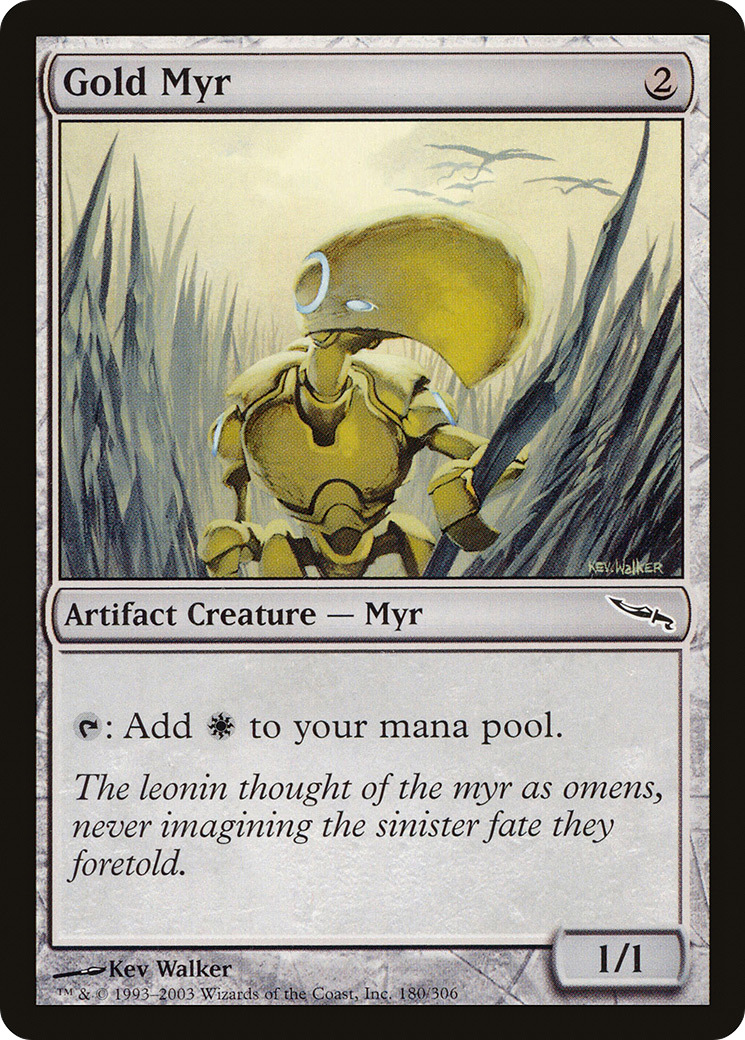 Gold Myr 2
KEV. WALKER
Artifact Creature — Myr
: Add to your mana pool.
The leonin thought of the myr as omens,
never imagining the sinister fate they
foretold.
1/1
Kev Walker
™ & © 1993–2003 Wizards of the Coast, Inc. 180/306